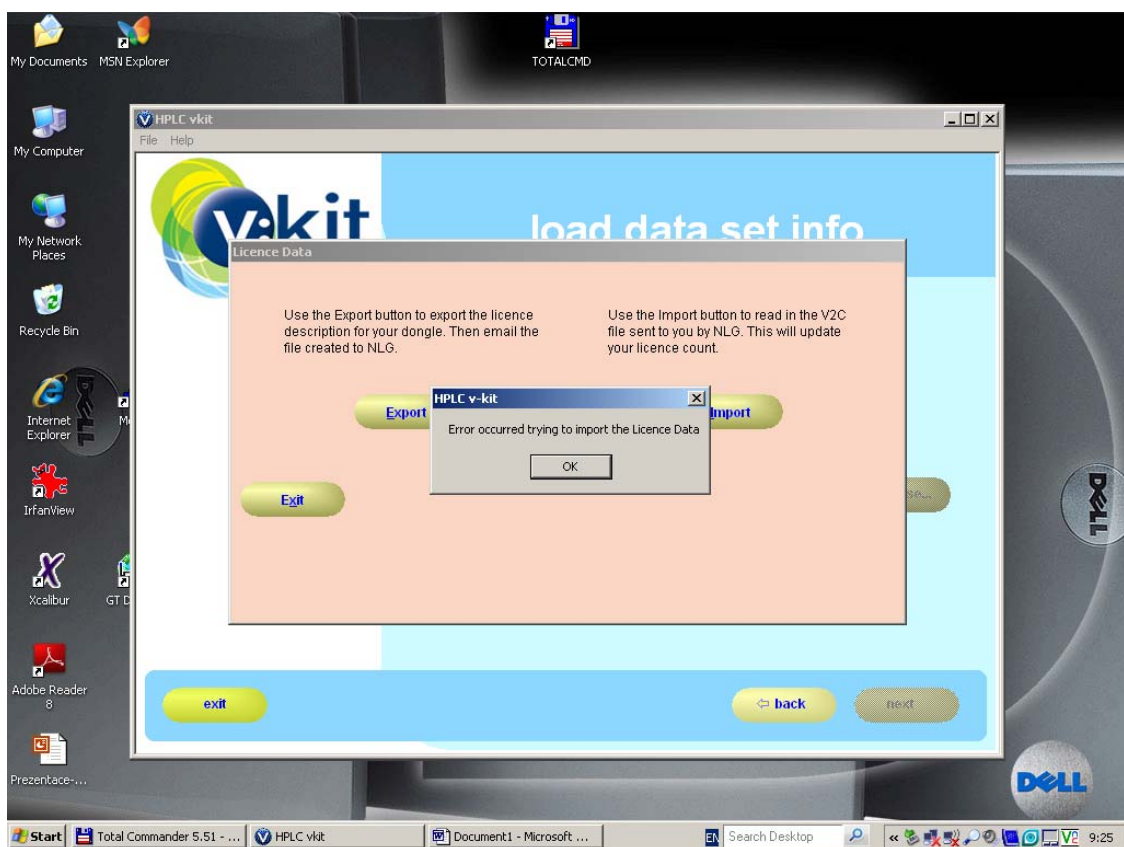 My Documents
MSN Explorer
TOTALCMD
My Computer
My Network
Places
Recycle Bin
Internet
Explorer
IrfanView
Xcalibur
GT D
Adobe Reader
8
Prezentace-...
HPLC vkit
File Help
v-kit
load data set info
Licence Data
Use the Export button to export the licence
description for your dongle. Then email the
file created to NLG.
Use the Import button to read in the V2C
file sent to you by NLG. This will update
your licence count.
Export
Import
HPLC v-kit
Error occurred trying to import the Licence Data
OK
Exit
se...
exit
back
next
DELL
DELL
DELL
Start
Total Commander 5.51 - ...
HPLC vkit
Document1 - Microsoft ...
EN
Search Desktop
«
V2
9:25